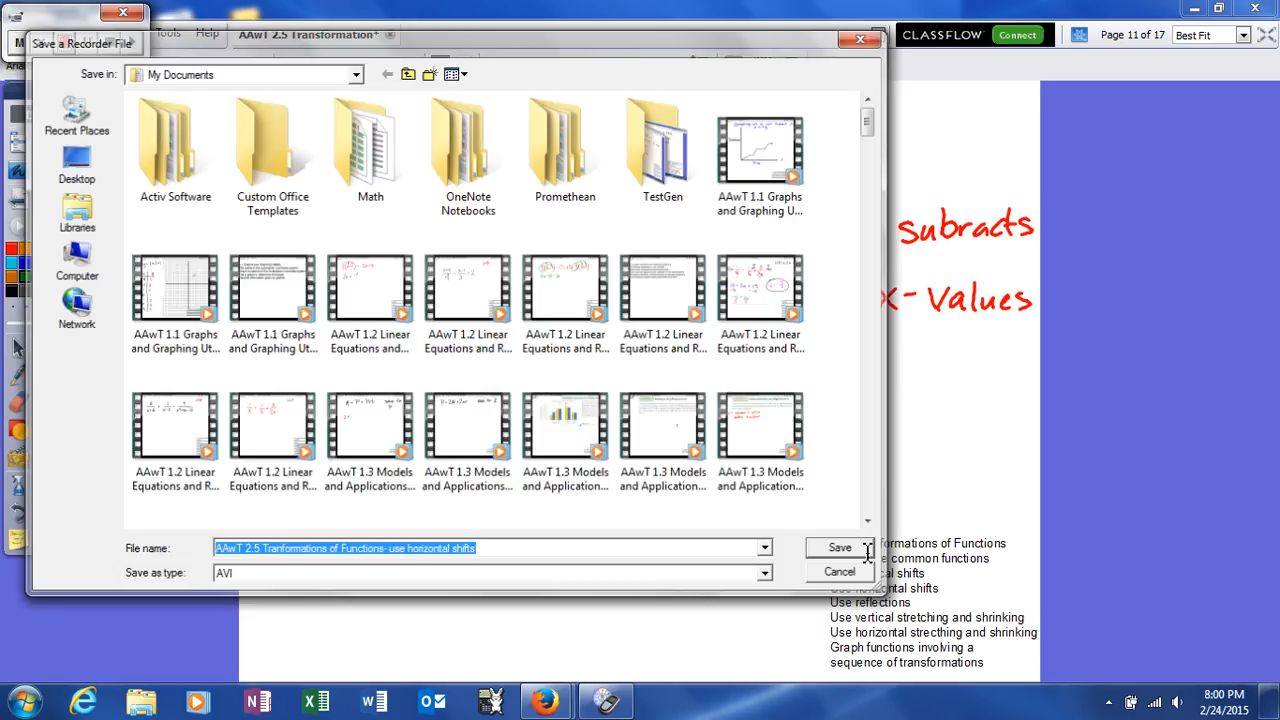 Tools Help
AAwT 2.5 Transformation*
CLASSFLOW Connect
Page 11 of 17
Best Fit
Save a Recorder File
Save in: My Documents
Recent Places
Desktop
Libraries
Computer
Network
Activ Software
Custom Office
Templates
Math
OneNote
Notebooks
Promethean
TestGen
AAwT 1.1 Graphs
and Graphing U...
AAwT 1.1 Graphs
and Graphing Ut...
AAwT 1.1 Graphs
and Graphing Ut...
AAwT 1.2 Linear
Equations and...
AAwT 1.2 Linear
Equations and R...
AAwT 1.2 Linear
Equations and R...
AAwT 1.2 Linear
Equations and R...
AAwT 1.2 Linear
Equations and R...
AAwT 1.2 Linear
Equations and R...
AAwT 1.2 Linear
Equations and R...
AAwT 1.3 Models
and Applications...
AAwT 1.3 Models
and Application...
AAwT 1.3 Models
and Application...
AAwT 1.3 Models
and Application...
AAwT 1.3 Models
and Application...
subracts
x- values
File name: AAwT 2.5 Tranformations of Functions- use horizontal shifts
Save
Save as type: AVI
Cancel
formations of Functions
common functions
shifts
Use horizontal shifts
Use reflections
Use vertical stretching and shrinking
Use horizontal strecthing and shrinking
Graph functions involving a
sequence of transformations
8:00 PM
2/24/2015